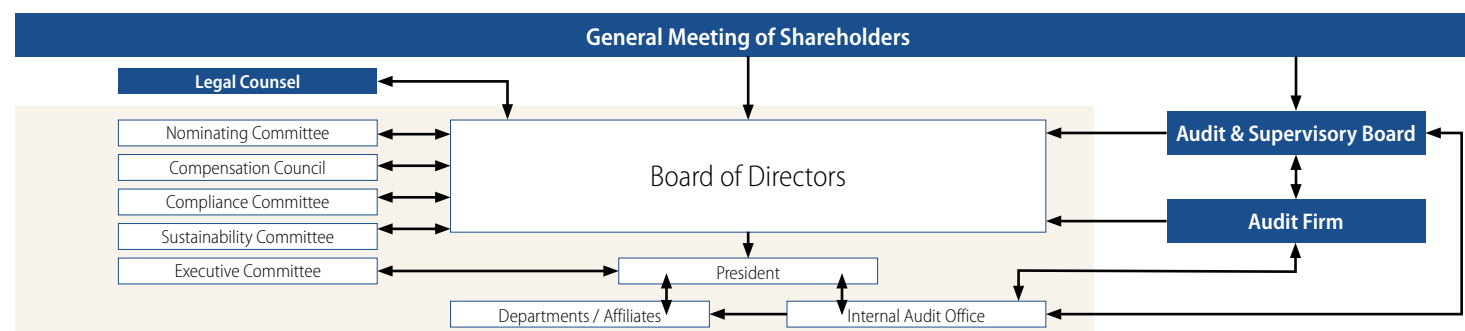 General Meeting of Shareholders
Legal Counsel
Nominating Committee
Compensation Council
Compliance Committee
Sustainability Committee
Executive Committee
Board of Directors
President
Departments / Affiliates
Internal Audit Office
Audit & Supervisory Board
Audit Firm